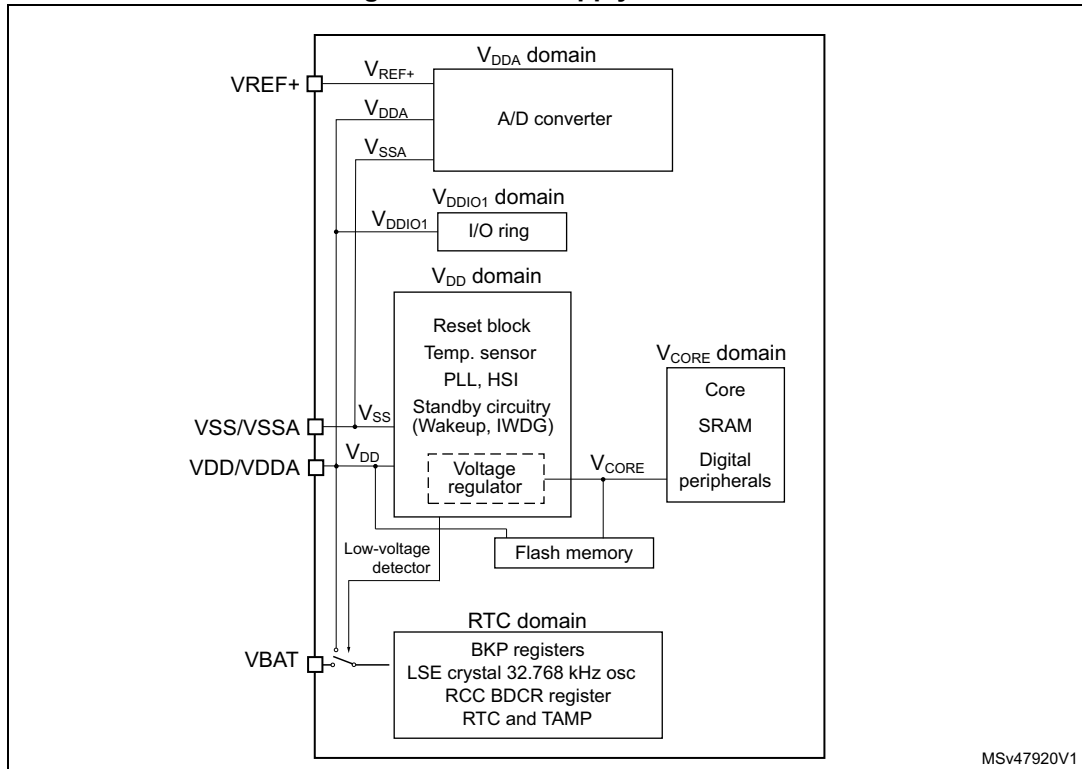 VDDA domain
VREF+
VREF+
VDDA
A/D converter
VSSA
VDDIO1 domain
VDDIO1
I/O ring
VDD domain
Reset block
Temp. sensor
PLL, HSI
Standby circuitry
(Wakeup, IWDG)
Voltage
regulator
VSS/VSSA
VSS
VDD/VDDA
VDD
VCORE
VCORE domain
Core
SRAM
Digital
peripherals
Flash memory
Low-voltage
detector
RTC domain
VBAT
BKP registers
LSE crystal 32.768 kHz osc
RCC BDCR register
RTC and TAMP
MSv47920V1